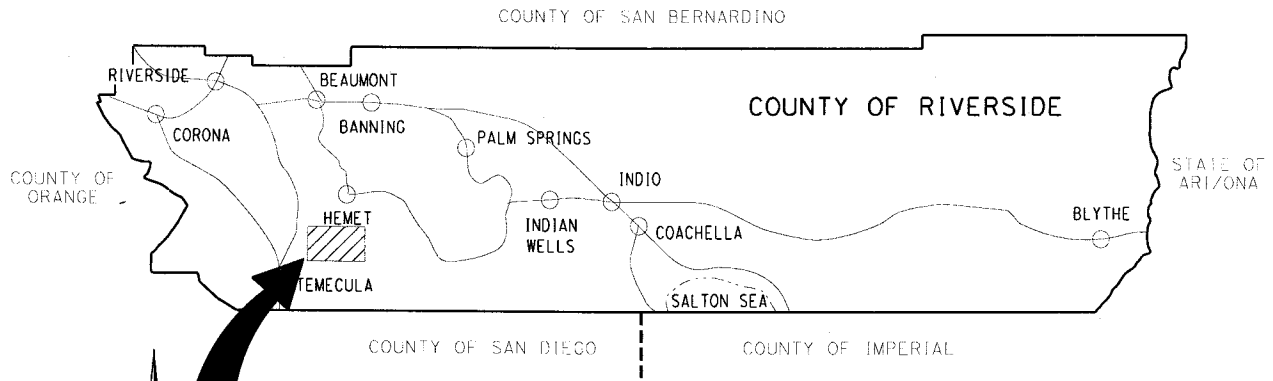 COUNTY OF SAN BERNARDINO
RIVERSIDE
BEAUMONT
COUNTY OF RIVERSIDE
CORONA
BANNING
PALM SPRINGS
COUNTY OF
ORANGE
STATE OF
ARIZONA
INDIO
HEMET
INDIAN
WELLS
COACHELLA
BLYTHE
TEMECULA
SALTON SEA
COUNTY OF SAN DIEGO
COUNTY OF IMPERIAL